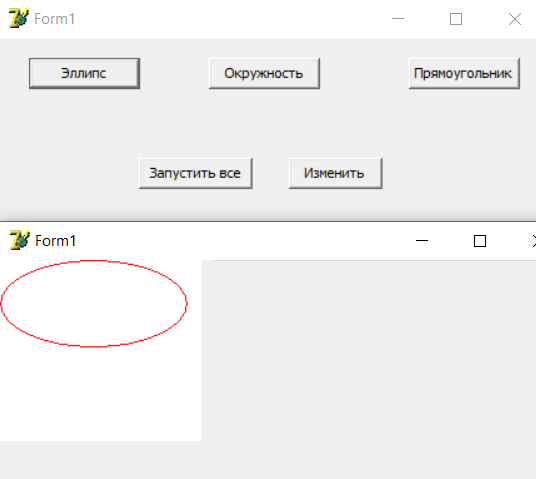 Form1
Эллипс
Окружность
Прямоугольник
Запустить все
Изменить
Form1